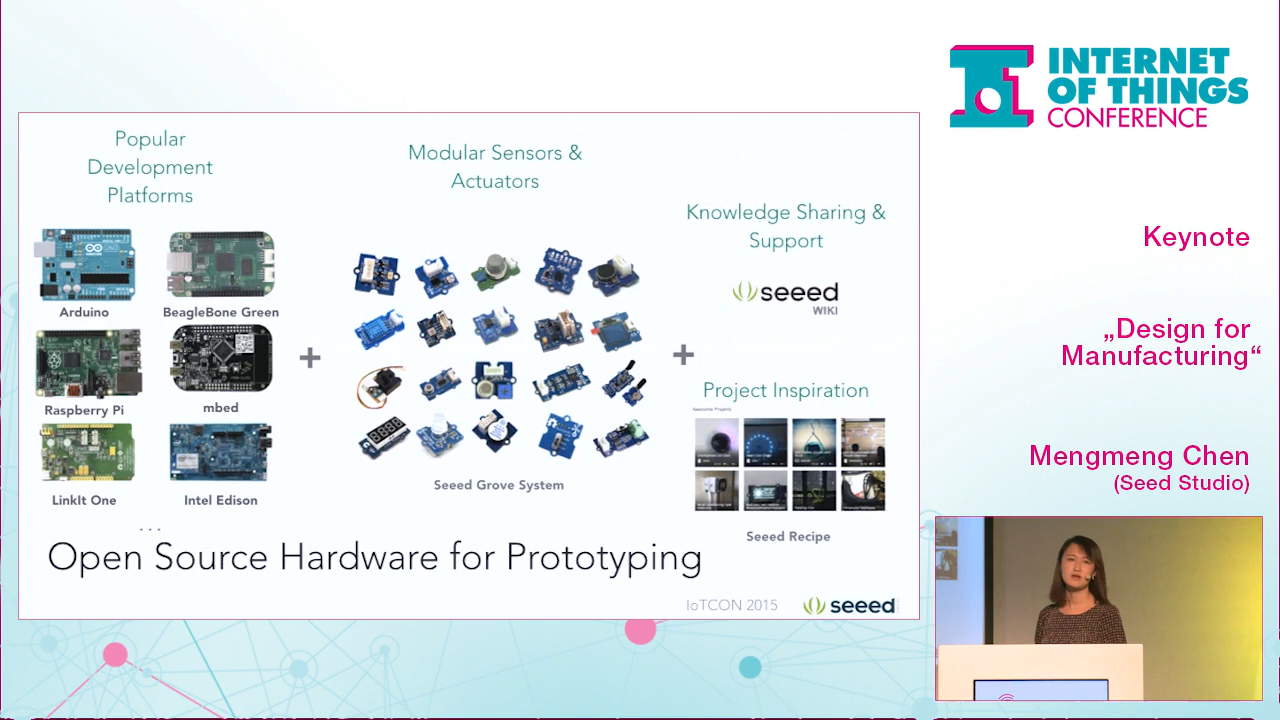 INTERNET
OF THINGS
CONFERENCE
Popular
Development
Platforms
Arduino
BeagleBone Green
Raspberry Pi
mbed
LinkIt One
Intel Edison
...
+
Modular Sensors &
Actuators
Seeed Grove System
+
Knowledge Sharing &
Support
seeed
WIKI
Project Inspiration
Awesome Projects
Seeed Recipe
Open Source Hardware for Prototyping
IoTCON 2015
seeed
Keynote
„Design for
Manufacturing“
Mengmeng Chen
(Seed Studio)